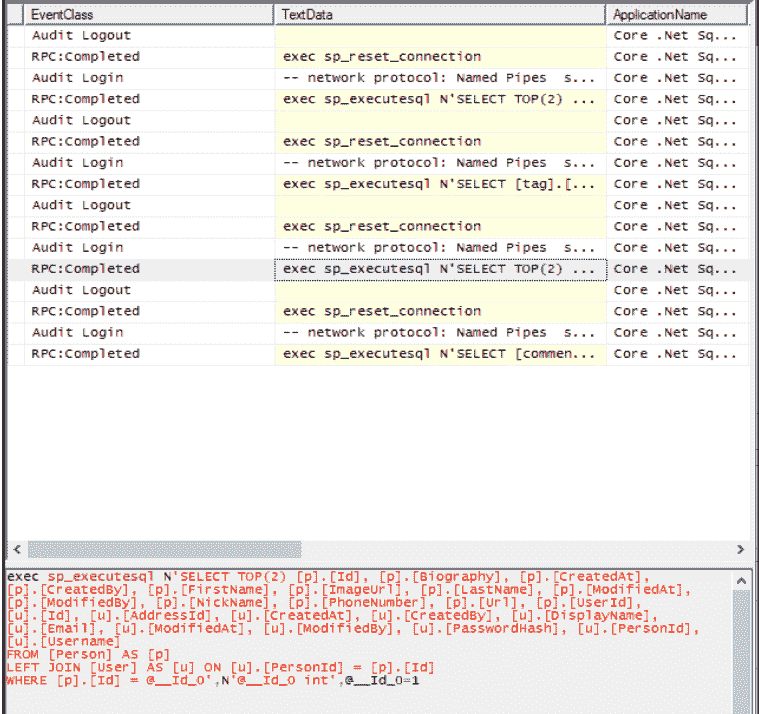 EventClass TextData ApplicationName
Audit Logout Core .Net Sq...
RPC:Completed exec sp_reset_connection Core .Net Sq...
Audit Login -- network protocol: Named Pipes s... Core .Net Sq...
RPC:Completed exec sp_executesql N'SELECT TOP(2) ... Core .Net Sq...
Audit Logout Core .Net Sq...
RPC:Completed exec sp_reset_connection Core .Net Sq...
Audit Login -- network protocol: Named Pipes s... Core .Net Sq...
RPC:Completed exec sp_executesql N'SELECT [tag].[... Core .Net Sq...
Audit Logout Core .Net Sq...
RPC:Completed exec sp_reset_connection Core .Net Sq...
Audit Login -- network protocol: Named Pipes s... Core .Net Sq...
RPC:Completed exec sp_executesql N'SELECT TOP(2) ... Core .Net Sq...
Audit Logout Core .Net Sq...
RPC:Completed exec sp_reset_connection Core .Net Sq...
Audit Login -- network protocol: Named Pipes s... Core .Net Sq...
RPC:Completed exec sp_executesql N'SELECT [commen... Core .Net Sq...
exec sp_executesql N'SELECT TOP(2) [p].[Id], [p].[Biography], [p].[CreatedAt],
[p].[CreatedBy], [p].[FirstName], [p].[ImageUrl], [p].[LastName], [p].[ModifiedAt],
[p].[ModifiedBy], [p].[NickName], [p].[PhoneNumber], [p].[Url], [p].[UserId],
[u].[Id], [u].[AddressId], [u].[CreatedAt], [u].[CreatedBy], [u].[DisplayName],
[u].[Email], [u].[ModifiedAt], [u].[ModifiedBy], [u].[PasswordHash], [u].[PersonId],
[u].[Username]
FROM [Person] AS [p]
LEFT JOIN [User] AS [u] ON [u].[PersonId] = [p].[Id]
WHERE [p].[Id] = @__Id_0',N'@__Id_0 int',@__Id_0=1